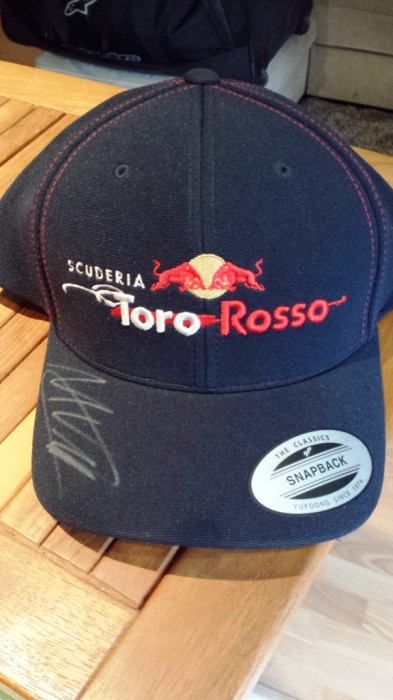 SCUDERIA
Toro Rosso
THE CLASSICS
SNAPBACK
YUPOONG SINCE 1974